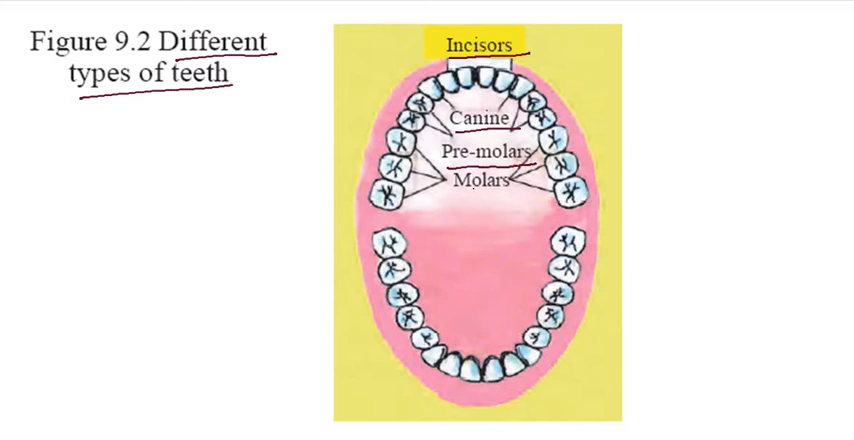 Figure 9.2 Different
types of teeth
Incisors
Canine
Pre-molars
Molars